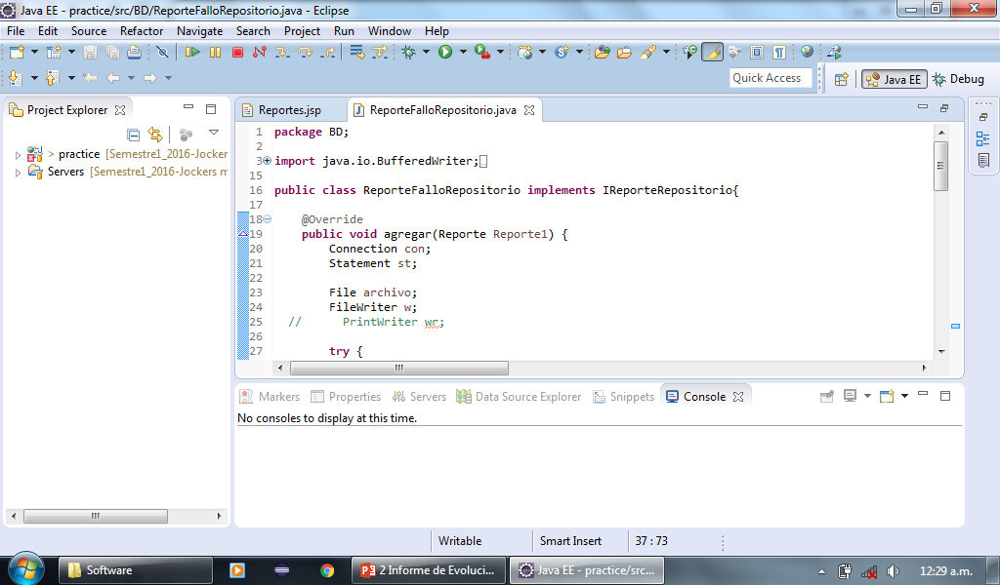 Java EE - practice/src/BD/ReporteFalloRepositorio.java - Eclipse
File Edit Source Refactor Navigate Search Project Run Window Help
Quick Access
Java EE
Debug
Project Explorer
> practice [Semestre1_2016-Jocker
Servers [Semestre1_2016-Jockers m
Reportes.jsp
ReporteFalloRepositorio.java
1 package BD;
2
3 import java.io.BufferedWriter;
15
16 public class ReporteFalloRepositorio implements IReporteRepositorio{
17
18 @Override
19 public void agregar(Reporte Reporte1) {
20 Connection con;
21 Statement st;
22
23 File archivo;
24 FileWriter w;
25 // PrintWriter wr;
26
27 try {
Markers Properties Servers Data Source Explorer Snippets Console
No consoles to display at this time.
Writable Smart Insert 37 : 73
Software
2 Informe de Evoluci...
Java EE - practice/src...
12:29 a.m.